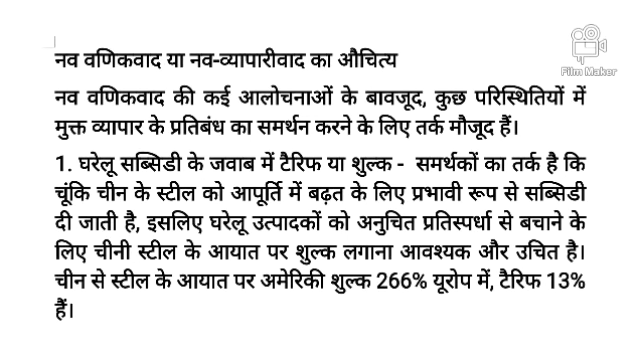 नव वणिकवाद या नव-व्यापारीवाद का औचित्य
Film Maker
नव वणिकवाद की कई आलोचनाओं के बावजूद, कुछ परिस्थितियों में
मुक्त व्यापार के प्रतिबंध का समर्थन करने के लिए तर्क मौजूद हैं।
1. घरेलू सब्सिडी के जवाब में टैरिफ या शुल्क - समर्थकों का तर्क है कि
चूंकि चीन के स्टील को आपूर्ति में बढ़त के लिए प्रभावी रूप से सब्सिडी
दी जाती है, इसलिए घरेलू उत्पादकों को अनुचित प्रतिस्पर्धा से बचाने के
लिए चीनी स्टील के आयात पर शुल्क लगाना आवश्यक और उचित है।
चीन से स्टील के आयात पर अमेरिकी शुल्क 266% यूरोप में, टैरिफ 13%
हैं।